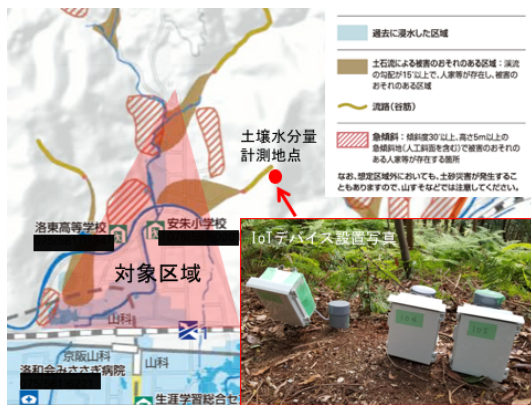 過去に浸水した区域
土石流による被害のおそれのある区域：渓流
の勾配が15°以上で、人家等が存在し、被害の
おそれのある区域
流路（谷筋）
急傾斜：傾斜度30°以上、高さ5m以上の
急傾斜地（人工斜面を含む）で被害のおそれの
ある人家等が存在する箇所
なお、想定区域外においても、土砂災害が発生するこ
ともありますので、山すそなどでは注意してください。
土壌水分量
計測地点
洛東高等学校
安朱小学校
IoTデバイス設置写真
対象区域
山科
京阪山科
山科
洛和会みささぎ病院
生涯学習総合セ
104
105